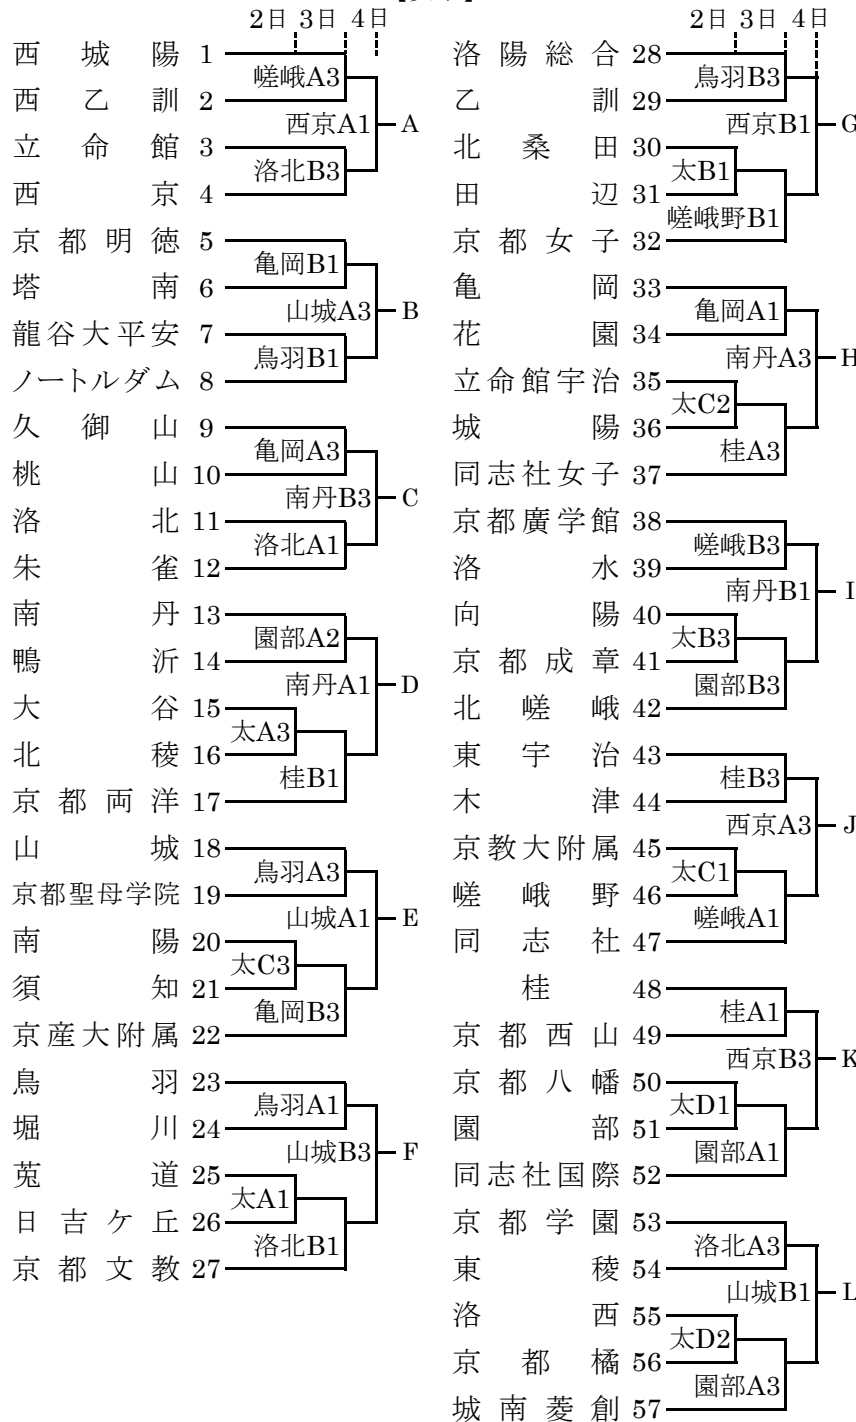 2日 3日 4日
西城陽 1
嵯峨A3
西乙訓 2
西京A1 A
立命館 3
洛北B3
西京 4
京都明徳 5
亀岡B1
塔南 6
山城A3 B
龍谷大平安 7
鳥羽B1
ノートルダム 8
久御山 9
亀岡A3
桃山 10
南丹B3 C
洛北 11
洛北A1
朱雀 12
南丹 13
園部A2
鴨沂 14
南丹A1 D
大谷 15
太A3
北稜 16
桂B1
京都両洋 17
山城 18
鳥羽A3
京都聖母学院 19
山城A1 E
南陽 20
太C3
須知 21
亀岡B3
京産大附属 22
鳥羽 23
鳥羽A1
堀川 24
山城B3 F
莵道 25
太A1
日吉ケ丘 26
洛北B1
京都文教 27
2日 3日 4日
洛陽総合 28
鳥羽B3
乙訓 29
西京B1 G
北桑田 30
太B1
田辺 31
嵯峨野B1
京都女子 32
亀岡 33
亀岡A1
花園 34
南丹A3 H
立命館宇治 35
太C2
城陽 36
桂A3
同志社女子 37
京都廣学館 38
嵯峨B3
洛水 39
南丹B1 I
向陽 40
太B3
京都成章 41
園部B3
北嵯峨 42
東宇治 43
桂B3
木津 44
西京A3 J
京教大附属 45
太C1
嵯峨野 46
嵯峨A1
同志社 47
桂 48
桂A1
京都西山 49
西京B3 K
京都八幡 50
太D1
園部 51
園部A1
同志社国際 52
京都学園 53
洛北A3
東稜 54
山城B1 L
洛西 55
太D2
京都橘 56
園部A3
城南菱創 57